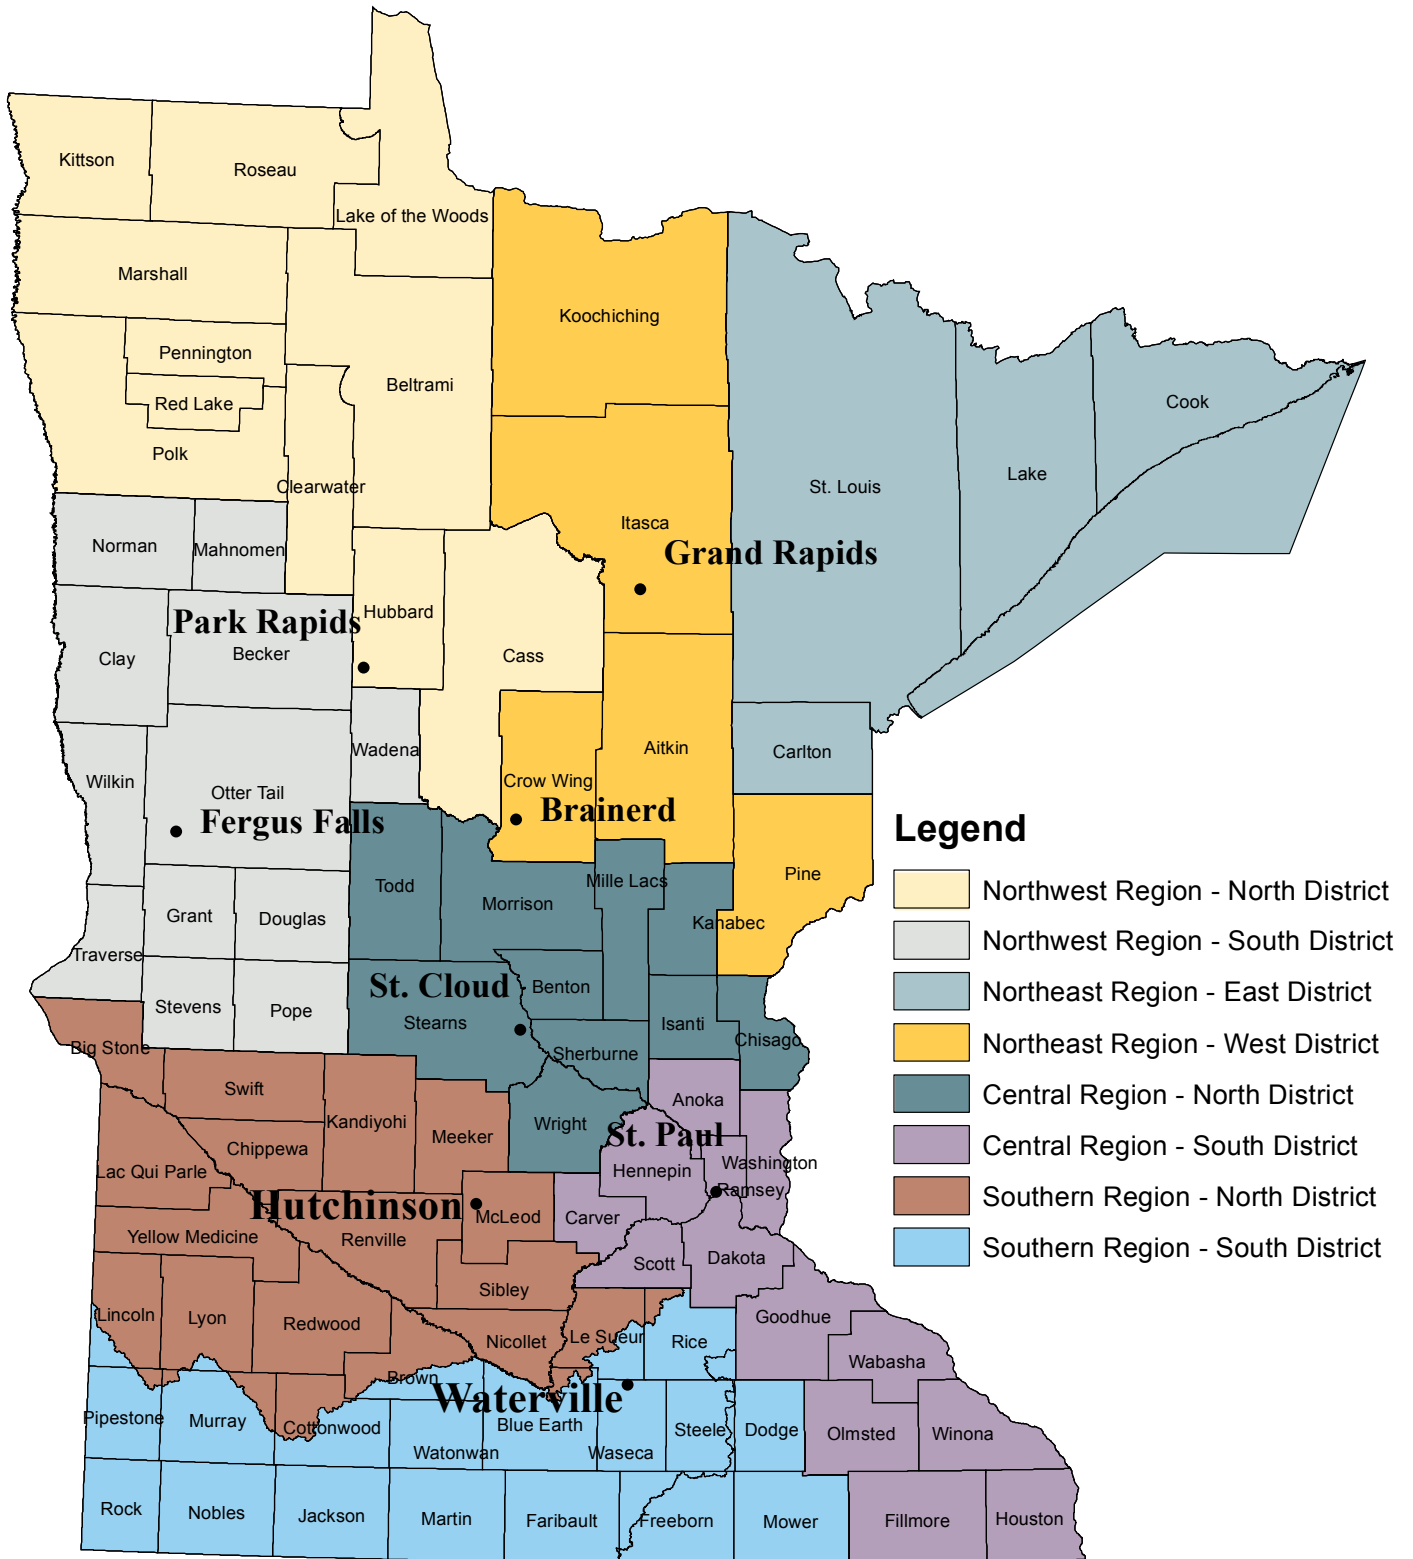 Kittson
Roseau
Lake of the Woods
Marshall
Koochiching
Pennington
Beltrami
Red Lake
Cook
Polk
Lake
Clearwater
St. Louis
Itasca
Norman
Mahnomen
Grand Rapids
Hubbard
Park Rapids
Becker
Clay
Cass
Wadena
Aitkin
Carlton
Wilkin
Otter Tail
Crow Wing
Fergus Falls
Brainerd
Todd
Mille Lacs
Pine
Morrison
Grant
Douglas
Kanabec
Traverse
St. Cloud
Benton
Stevens
Pope
Stearns
Isanti
Chisago
Big Stone
Sherburne
Swift
Anoka
Kandiyohi
Wright
Meeker
St. Paul
Chippewa
Washington
Lac Qui Parle
Hennepin
Ramsey
Hutchinson
McLeod
Carver
Yellow Medicine
Renville
Dakota
Scott
Sibley
Lincoln
Lyon
Redwood
Goodhue
Nicollet
Le Sueur
Rice
Wabasha
Brown
Waterville
Pipestone
Murray
Cottonwood
Blue Earth
Steele
Dodge
Olmsted
Winona
Watonwan
Waseca
Rock
Nobles
Jackson
Martin
Faribault
Freeborn
Mower
Fillmore
Houston
Legend
Northwest Region - North District
Northwest Region - South District
Northeast Region - East District
Northeast Region - West District
Central Region - North District
Central Region - South District
Southern Region - North District
Southern Region - South District